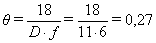 θ = 18 / (D · f) = 18 / (11 · 6) = 0,27